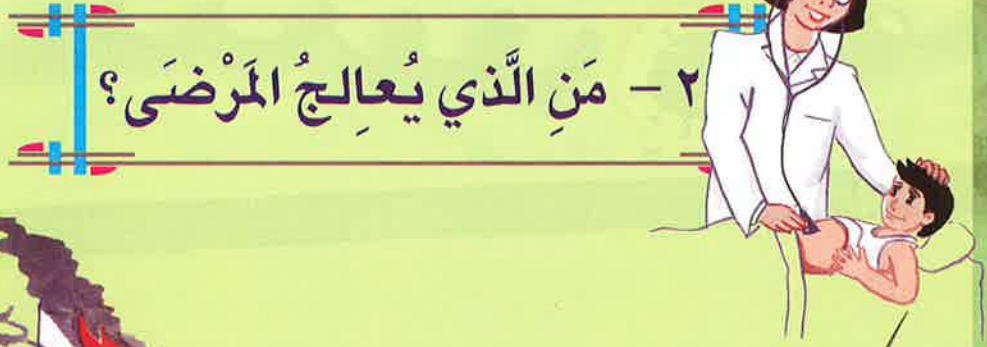 ٢ – مَنِ الَّذي يُعالِجُ المَرْضَى؟